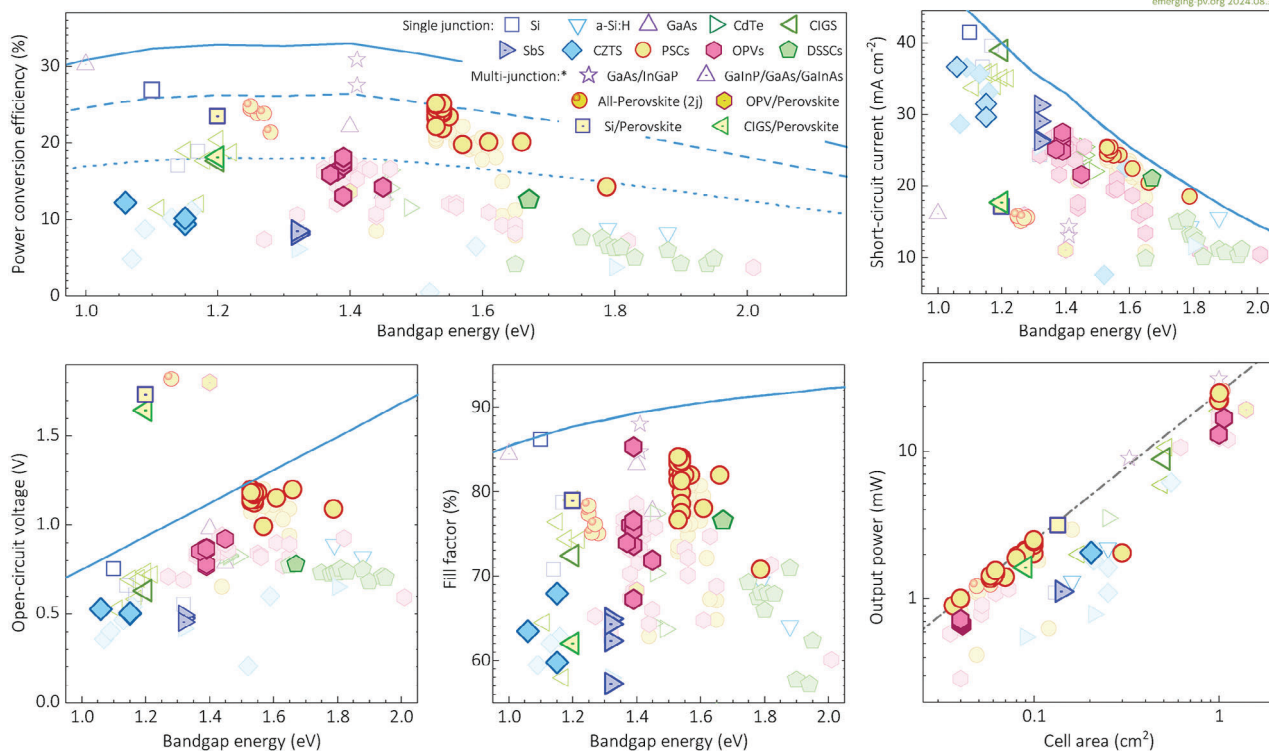 emerging-pv.org 2024.08.
Single junction: Si a-Si:H GaAs CdTe CIGS
SbS CZTS PSCs OPVs DSSCs
Multi-junction:* GaAs/InGaP GaInP/GaAs/GaInAs
All-Perovskite (2j) OPV/Perovskite
Si/Perovskite CIGS/Perovskite
Power conversion efficiency (%)
30
20
10
0
1.0 1.2 1.4 1.6 1.8 2.0
Bandgap energy (eV)
Short-circuit current (mA cm⁻²)
40
30
20
10
1.0 1.2 1.4 1.6 1.8 2.0
Bandgap energy (eV)
Open-circuit voltage (V)
1.5
1.0
0.5
0.0
1.0 1.2 1.4 1.6 1.8 2.0
Bandgap energy (eV)
Fill factor (%)
90
80
70
60
1.0 1.2 1.4 1.6 1.8 2.0
Bandgap energy (eV)
Output power (mW)
10
1
0.1 1
Cell area (cm²)